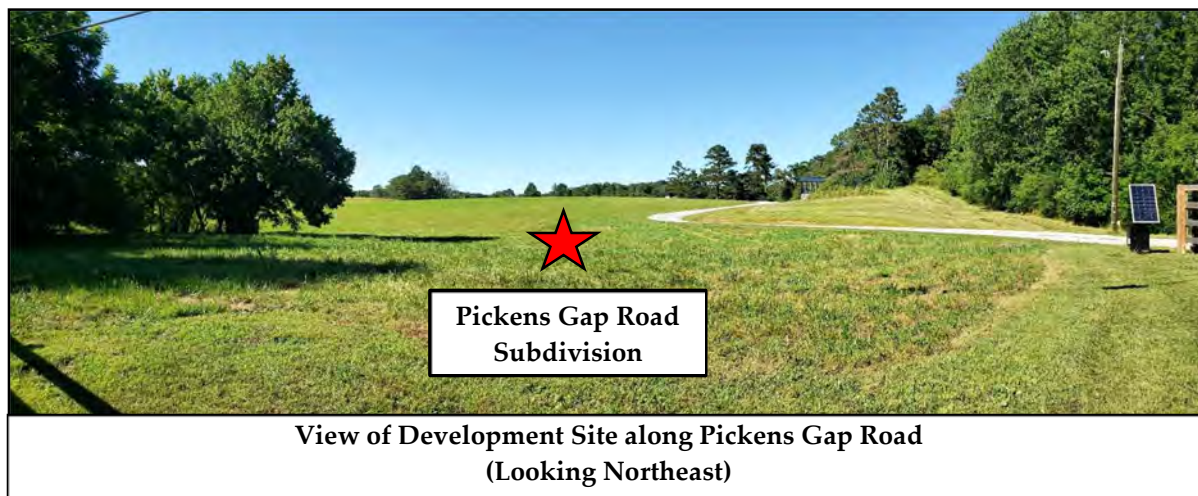 Pickens Gap Road
Subdivision
View of Development Site along Pickens Gap Road
(Looking Northeast)